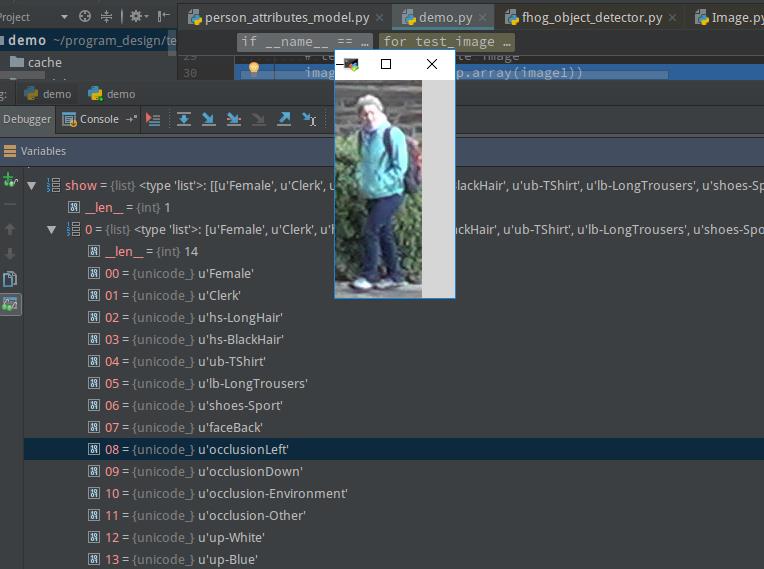 Project
person_attributes_model.py
demo.py
fhog_object_detector.py
Image.py
demo ~/program_design/te
if __name__ == …
for test_image …
cache
30
image
p.array(image1))
g:
demo
demo
Debugger
Console
Variables
show = {list} <type 'list'>: [[u'Female', u'Clerk', u
BlackHair', u'ub-TShirt', u'lb-LongTrousers', u'shoes-S
__len__ = {int} 1
0 = {list} <type 'list'>: [u'Female', u'Clerk', u'h
ckHair', u'ub-TShirt', u'lb-LongTrousers', u'shoes-Spo
__len__ = {int} 14
00 = {unicode_} u'Female'
01 = {unicode_} u'Clerk'
02 = {unicode_} u'hs-LongHair'
03 = {unicode_} u'hs-BlackHair'
04 = {unicode_} u'ub-TShirt'
05 = {unicode_} u'lb-LongTrousers'
06 = {unicode_} u'shoes-Sport'
07 = {unicode_} u'faceBack'
08 = {unicode_} u'occlusionLeft'
09 = {unicode_} u'occlusionDown'
10 = {unicode_} u'occlusion-Environment'
11 = {unicode_} u'occlusion-Other'
12 = {unicode_} u'up-White'
13 = {unicode_} u'up-Blue'